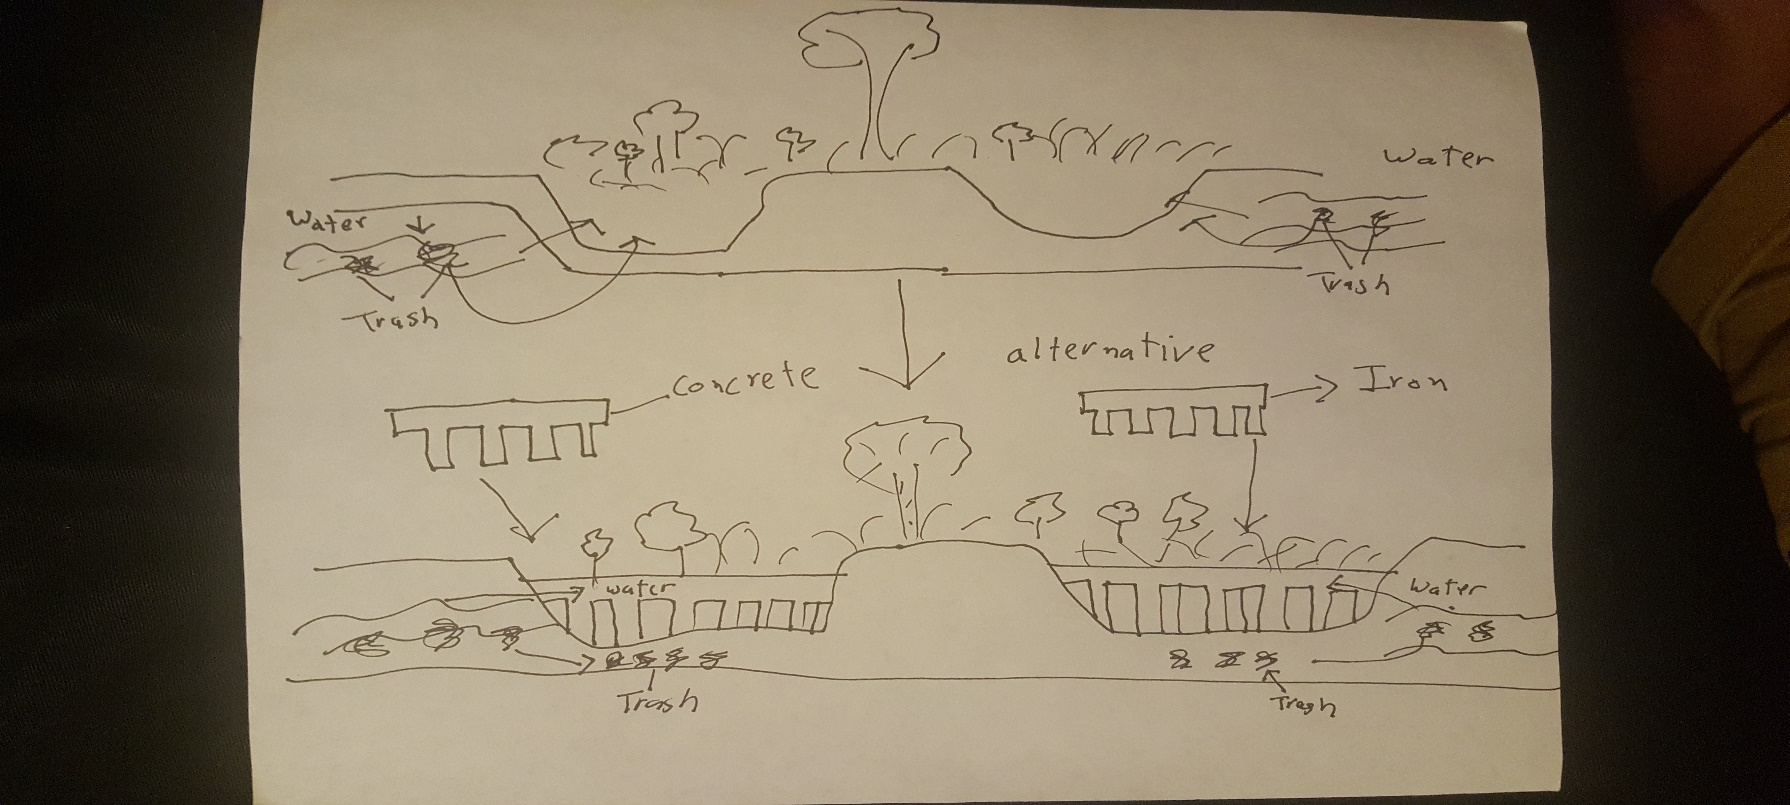 Water
Water
Trash
Trash
alternative
Concrete
Iron
water
Water
Trash
Trash